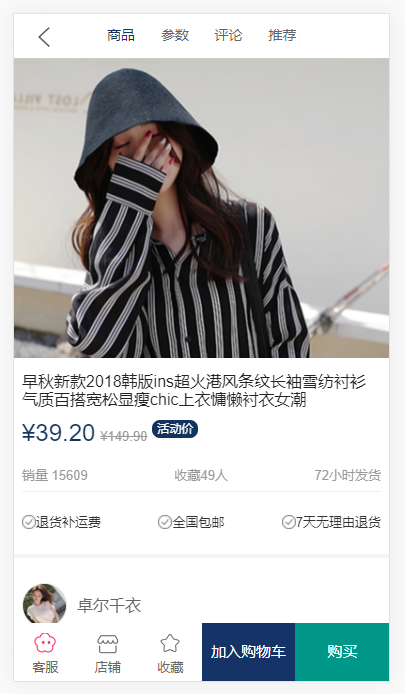 商品 参数 评论 推荐
早秋新款2018韩版ins超火港风条纹长袖雪纺衬衫
气质百搭宽松显瘦chic上衣慵懒衬衣女潮
¥39.20 ¥149.90 活动价
销量 15609 收藏49人 72小时发货
退货补运费 全国包邮 7天无理由退货
卓尔千衣
客服 店铺 收藏 加入购物车 购买